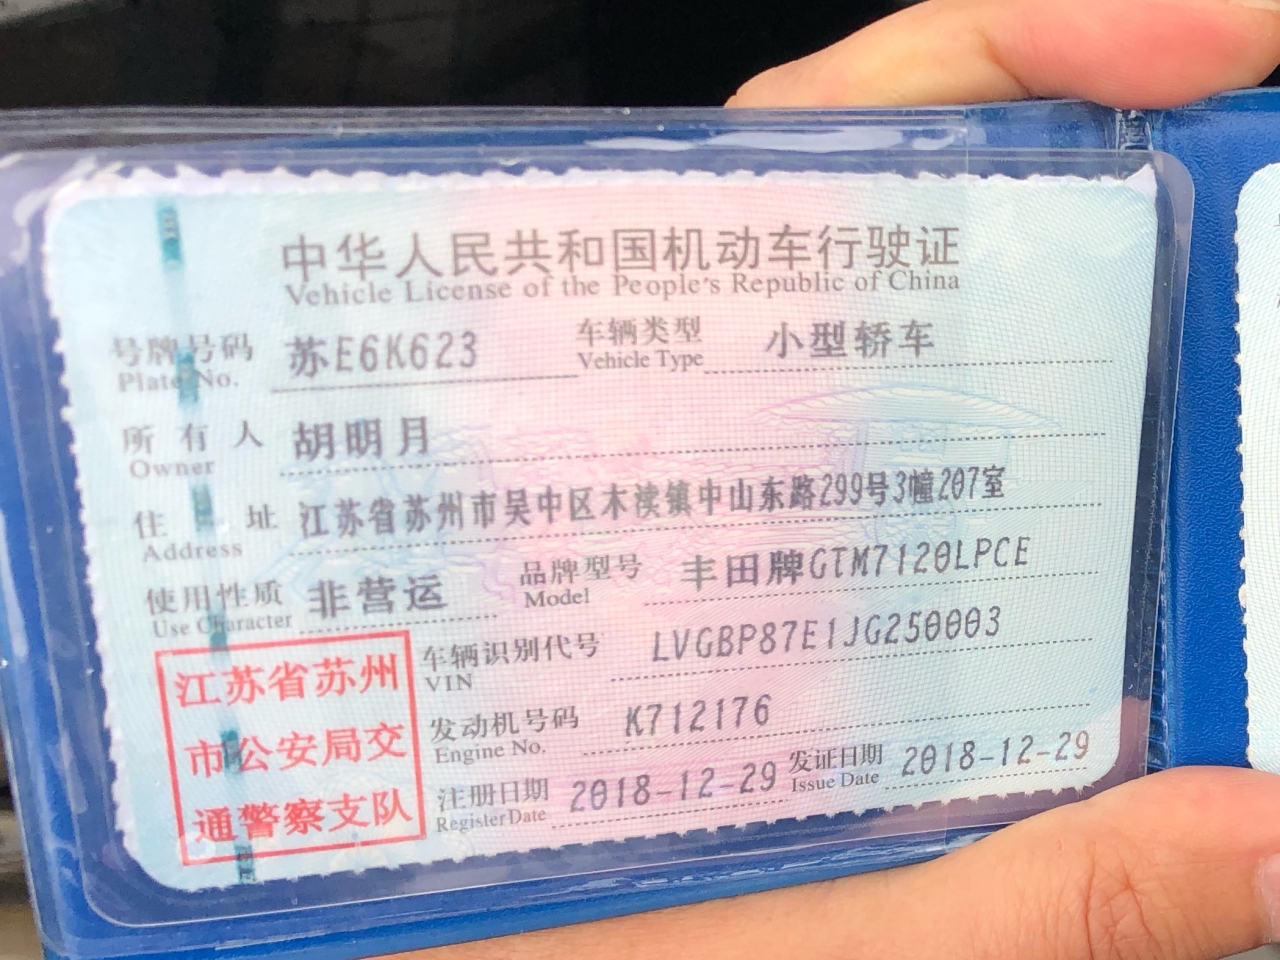 中华人民共和国机动车行驶证
Vehicle License of the People's Republic of China
号牌号码 苏E6K623 车辆类型 小型轿车
Plate No. Vehicle Type
所有人 胡明月
Owner
住址 江苏省苏州市吴中区木渎镇中山东路299号3幢207室
Address
使用性质 非营运 品牌型号 丰田牌GTM7120LPCE
Use Character Model
江苏省苏州
市公安局交
通警察支队
车辆识别代号 LVGBP87E1JG250003
VIN
发动机号码 K712176
Engine No.
注册日期 2018-12-29 发证日期 2018-12-29
Register Date Issue Date